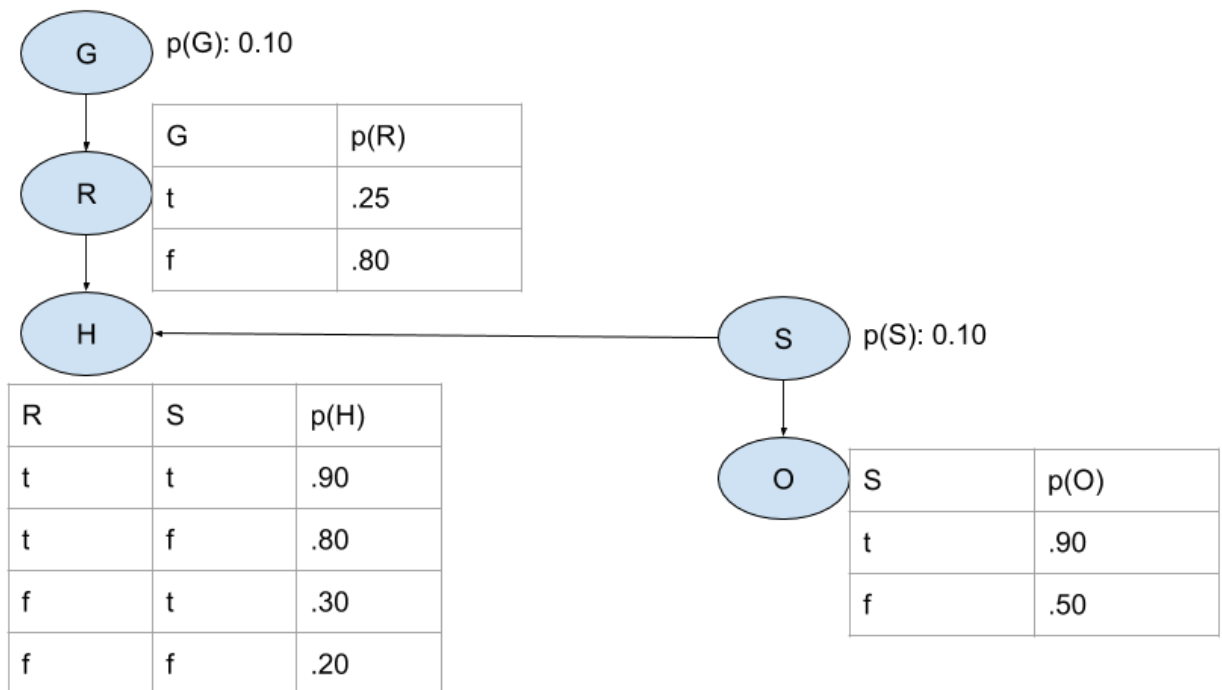 G
p(G): 0.10
G p(R)
t .25
f .80
R
H
S
p(S): 0.10
R S p(H)
t t .90
t f .80
f t .30
f f .20
O
S p(O)
t .90
f .50